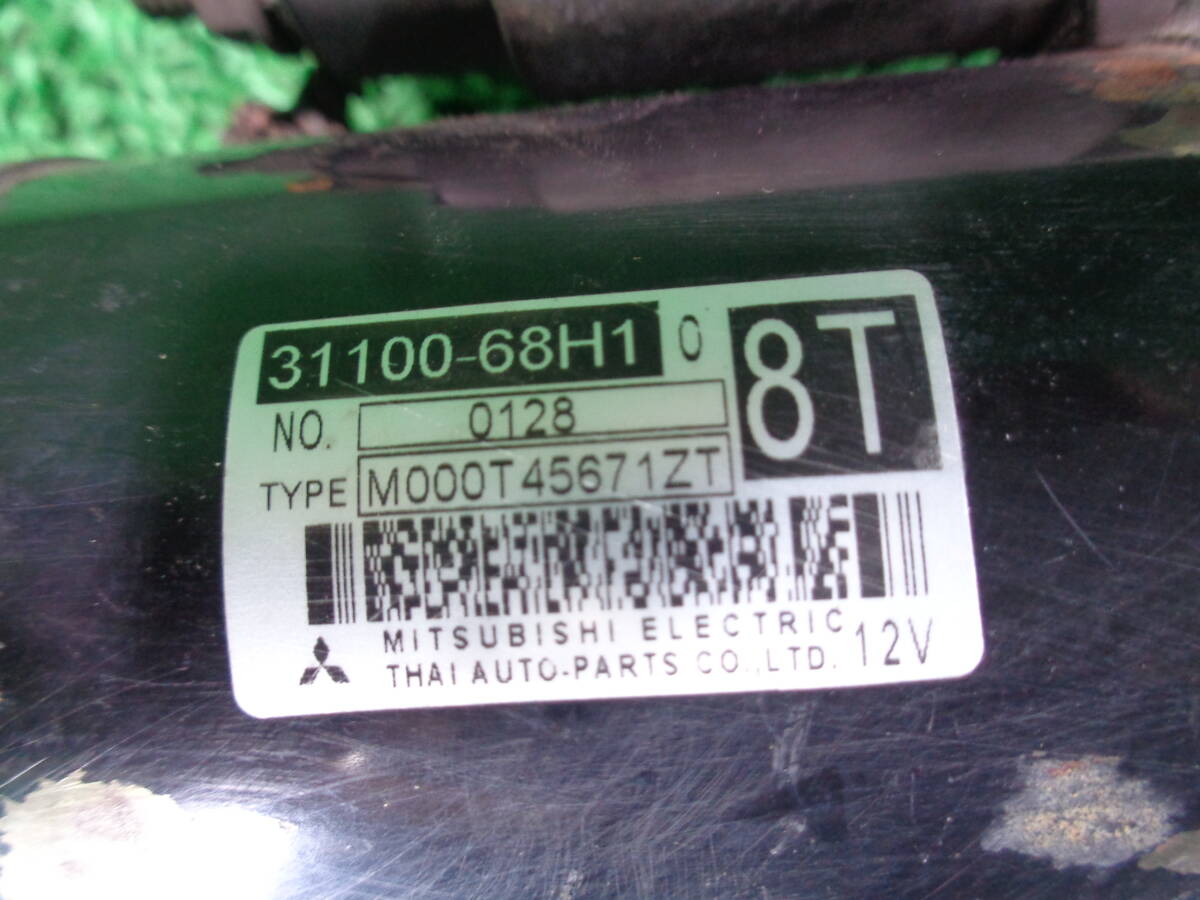 31100-68H1 0 8T
NO. 0128
TYPE M000T45671ZT
MITSUBISHI ELECTRIC
THAI AUTO-PARTS CO.,LTD. 12V